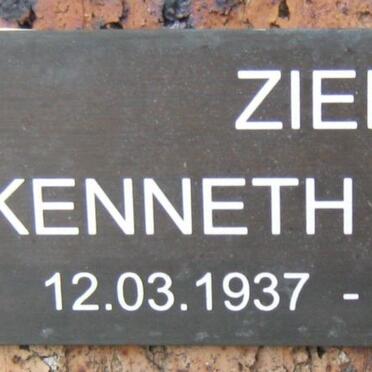 ZIE
KENNETH
12.03.1937 -